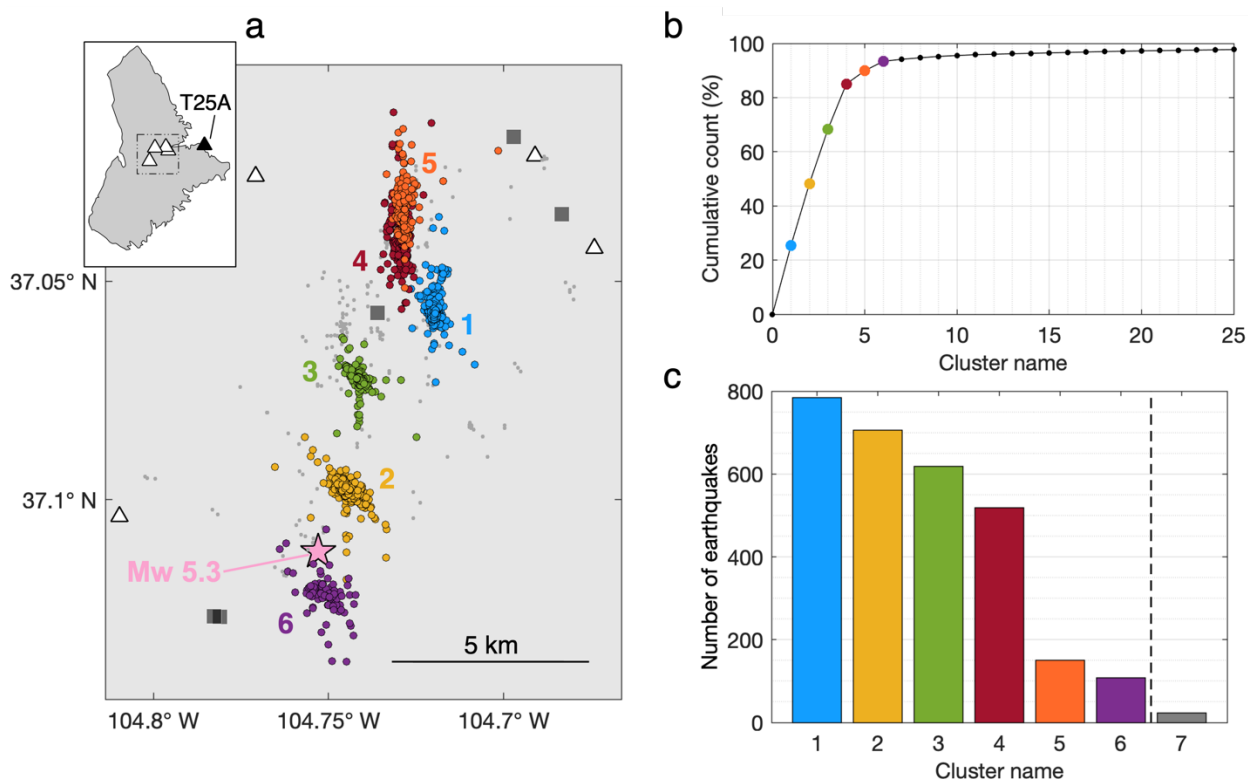 a
T25A
5
4
1
3
2
6
Mw 5.3
5 km
37.05° N
37.1° N
104.8° W
104.75° W
104.7° W
b
Cumulative count (%)
100
80
60
40
20
0
0
5
10
15
20
25
Cluster name
c
Number of earthquakes
800
600
400
200
0
1
2
3
4
5
6
7
Cluster name